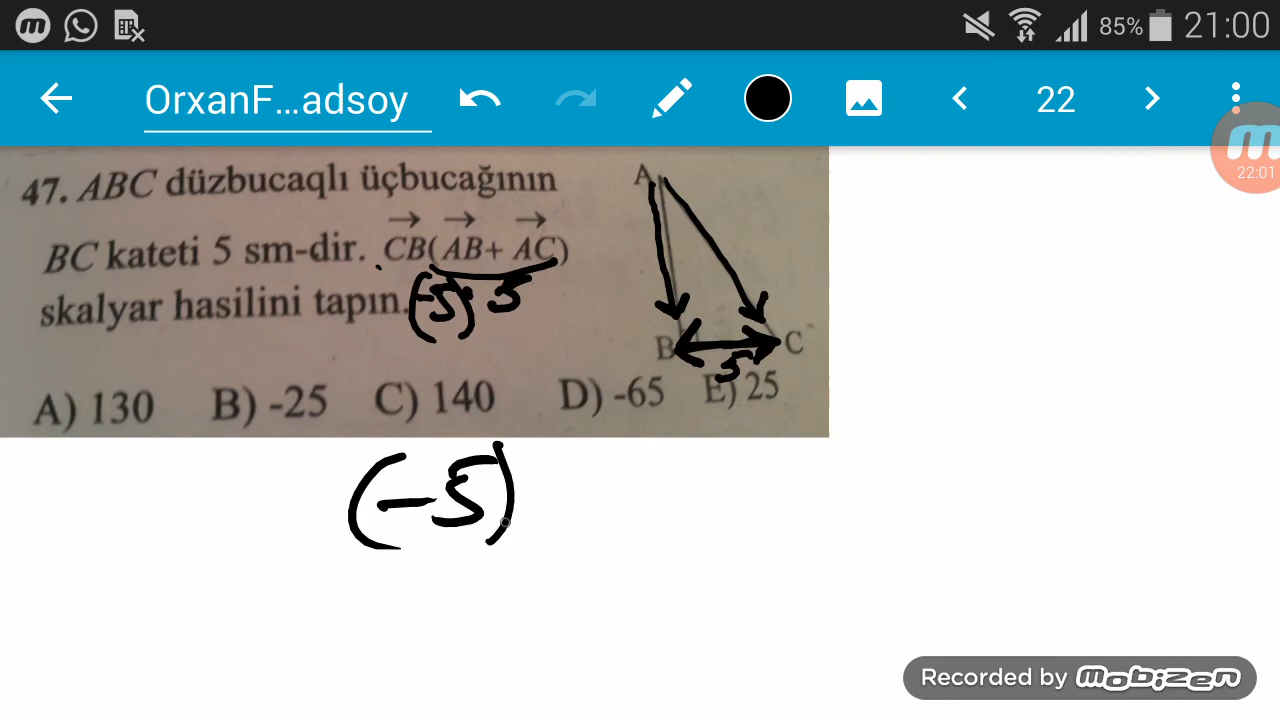 85% 21:00
OrxanF...adsoy 22
22:01
47. ABC düzbucaqlı üçbucağının
BC kateti 5 sm-dir. CB(AB+ AC)
skalyar hasilini tapın. (-5) 5
A
B C
5
A) 130 B) -25 C) 140 D) -65 E) 25
(-5)
Recorded by mobizen